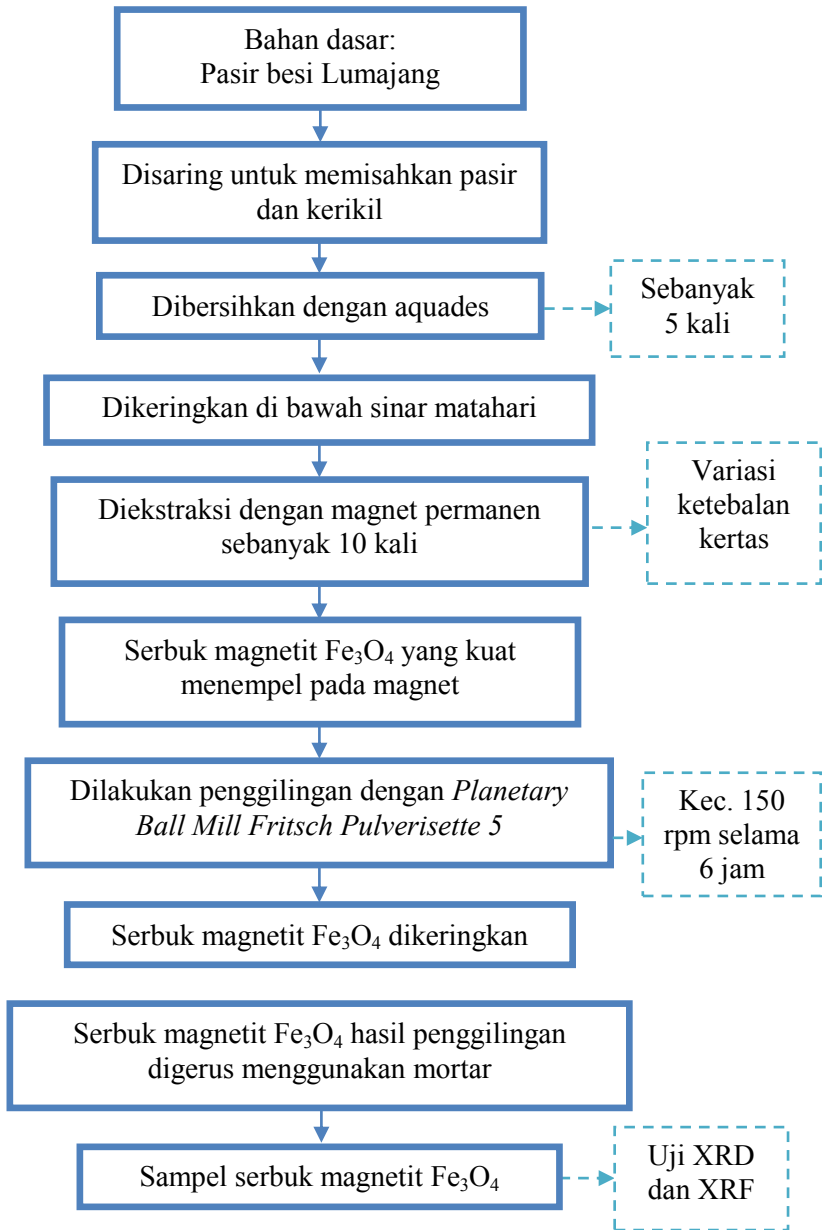 Bahan dasar:
Pasir besi Lumajang
Disaring untuk memisahkan pasir
dan kerikil
Dibersihkan dengan aquades
Sebanyak
5 kali
Dikeringkan di bawah sinar matahari
Diekstraksi dengan magnet permanen
sebanyak 10 kali
Variasi
ketebalan
kertas
Serbuk magnetit Fe₃O₄ yang kuat
menempel pada magnet
Dilakukan penggilingan dengan Planetary
Ball Mill Fritsch Pulverisette 5
Kec. 150
rpm selama
6 jam
Serbuk magnetit Fe₃O₄ dikeringkan
Serbuk magnetit Fe₃O₄ hasil penggilingan
digerus menggunakan mortar
Sampel serbuk magnetit Fe₃O₄
Uji XRD
dan XRF